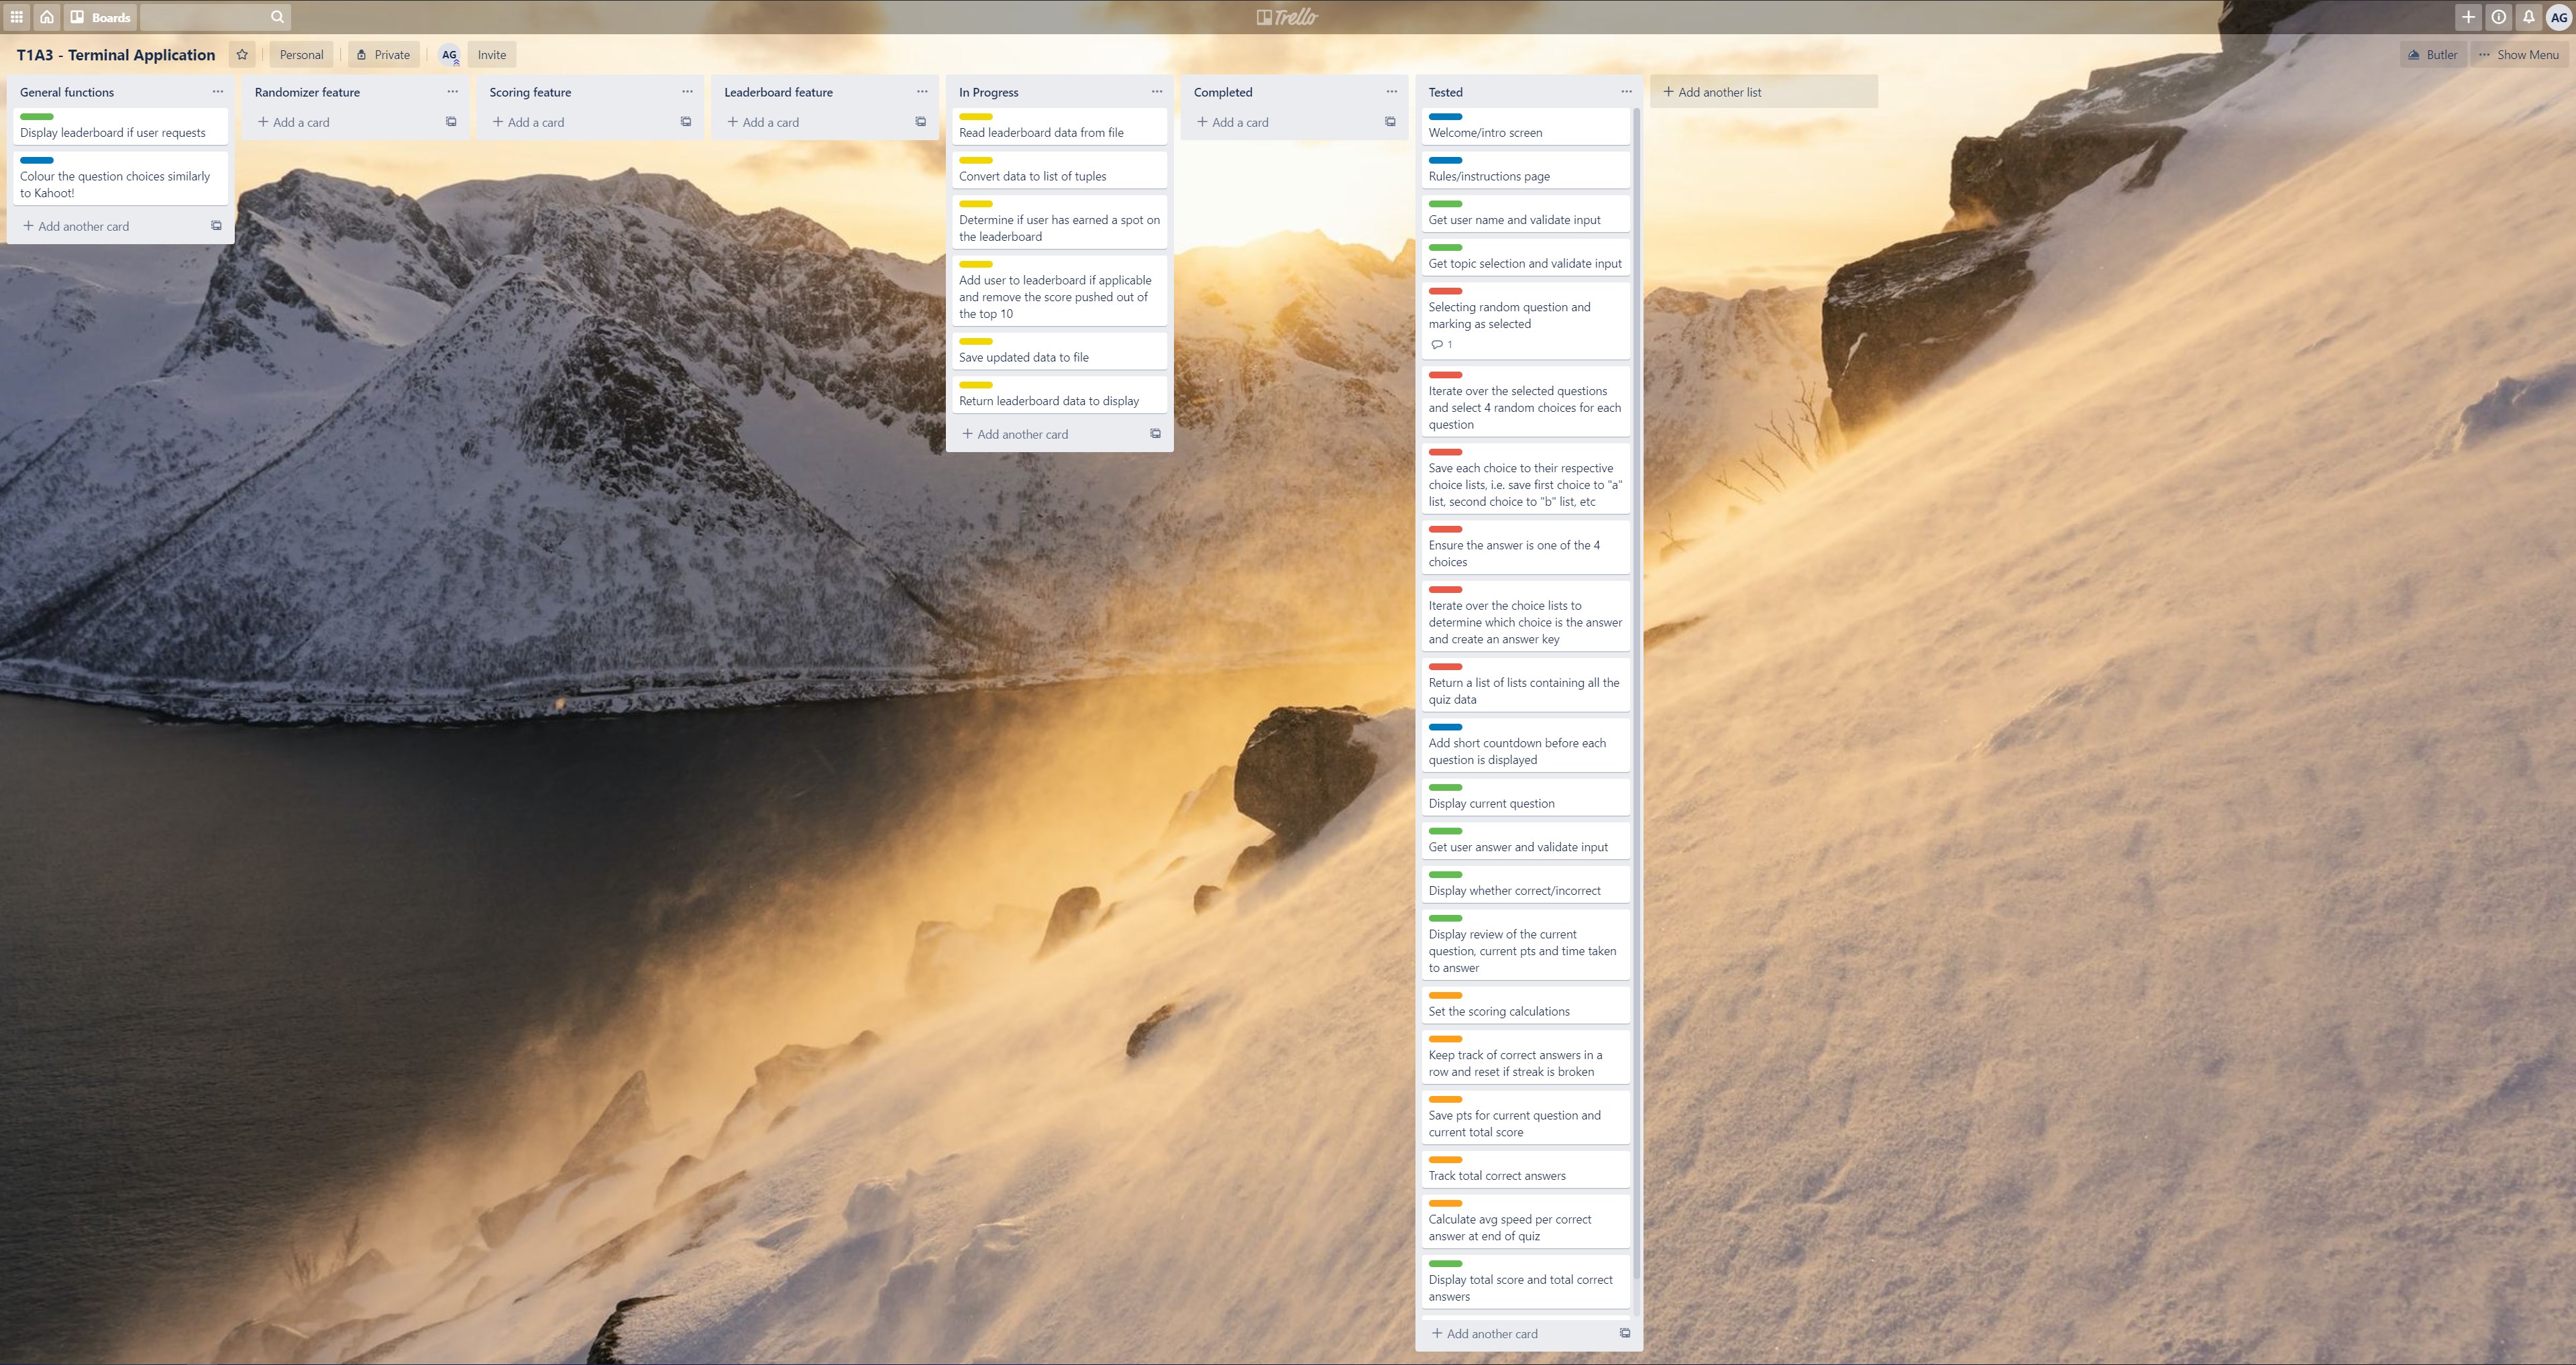 Boards
Trello
AG
T1A3 - Terminal Application
Personal
Private
AG
Invite
Butler
Show Menu
General functions
Display leaderboard if user requests
Colour the question choices similarly
to Kahoot!
Add another card
Randomizer feature
Add a card
Scoring feature
Add a card
Leaderboard feature
Add a card
In Progress
Read leaderboard data from file
Convert data to list of tuples
Determine if user has earned a spot on
the leaderboard
Add user to leaderboard if applicable
and remove the score pushed out of
the top 10
Save updated data to file
Return leaderboard data to display
Add another card
Completed
Add a card
Tested
Welcome/intro screen
Rules/instructions page
Get user name and validate input
Get topic selection and validate input
Selecting random question and
marking as selected
1
Iterate over the selected questions
and select 4 random choices for each
question
Save each choice to their respective
choice lists, i.e. save first choice to "a"
list, second choice to "b" list, etc
Ensure the answer is one of the 4
choices
Iterate over the choice lists to
determine which choice is the answer
and create an answer key
Return a list of lists containing all the
quiz data
Add short countdown before each
question is displayed
Display current question
Get user answer and validate input
Display whether correct/incorrect
Display review of the current
question, current pts and time taken
to answer
Set the scoring calculations
Keep track of correct answers in a
row and reset if streak is broken
Save pts for current question and
current total score
Track total correct answers
Calculate avg speed per correct
answer at end of quiz
Display total score and total correct
answers
Add another card
Add another list